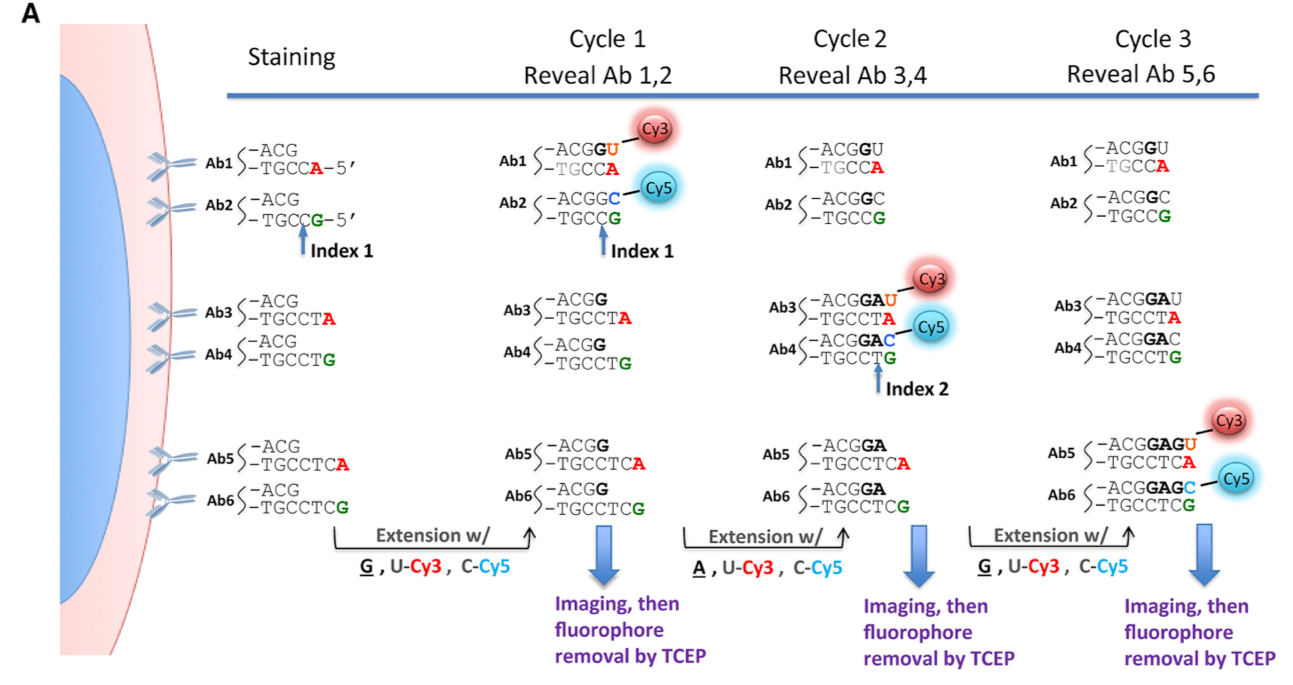 A
Staining
Cycle 1
Reveal Ab 1,2
Cycle 2
Reveal Ab 3,4
Cycle 3
Reveal Ab 5,6
Ab1
-ACG
-TGCCA-5'
Ab2
-ACG
-TGCCG-5'
Index 1
Ab3
-ACG
-TGCCTA
Ab4
-ACG
-TGCCTG
Ab5
-ACG
-TGCCTCA
Ab6
-ACG
-TGCCTCG
Ab1
-ACGGU
-TGCCA
Cy3
Ab2
-ACGGC
-TGCCG
Cy5
Index 1
Ab3
-ACGG
-TGCCTA
Ab4
-ACGG
-TGCCTG
Ab5
-ACGG
-TGCCTCA
Ab6
-ACGG
-TGCCTCG
Ab1
-ACGGU
-TGCCA
Ab2
-ACGGC
-TGCCG
Ab3
-ACGGAU
-TGCCTA
Cy3
Ab4
-ACGGAC
-TGCCTG
Cy5
Index 2
Ab5
-ACGGA
-TGCCTCA
Ab6
-ACGGA
-TGCCTCG
Ab1
-ACGGU
-TGCCA
Ab2
-ACGGC
-TGCCG
Ab3
-ACGGAU
-TGCCTA
Ab4
-ACGGAC
-TGCCTG
Ab5
-ACGGAGU
-TGCCTCA
Cy3
Ab6
-ACGGAGC
-TGCCTCG
Cy5
Extension w/
G , U-Cy3 , C-Cy5
Extension w/
A , U-Cy3 , C-Cy5
Extension w/
G , U-Cy3 , C-Cy5
Imaging, then
fluorophore
removal by TCEP
Imaging, then
fluorophore
removal by TCEP
Imaging, then
fluorophore
removal by TCEP